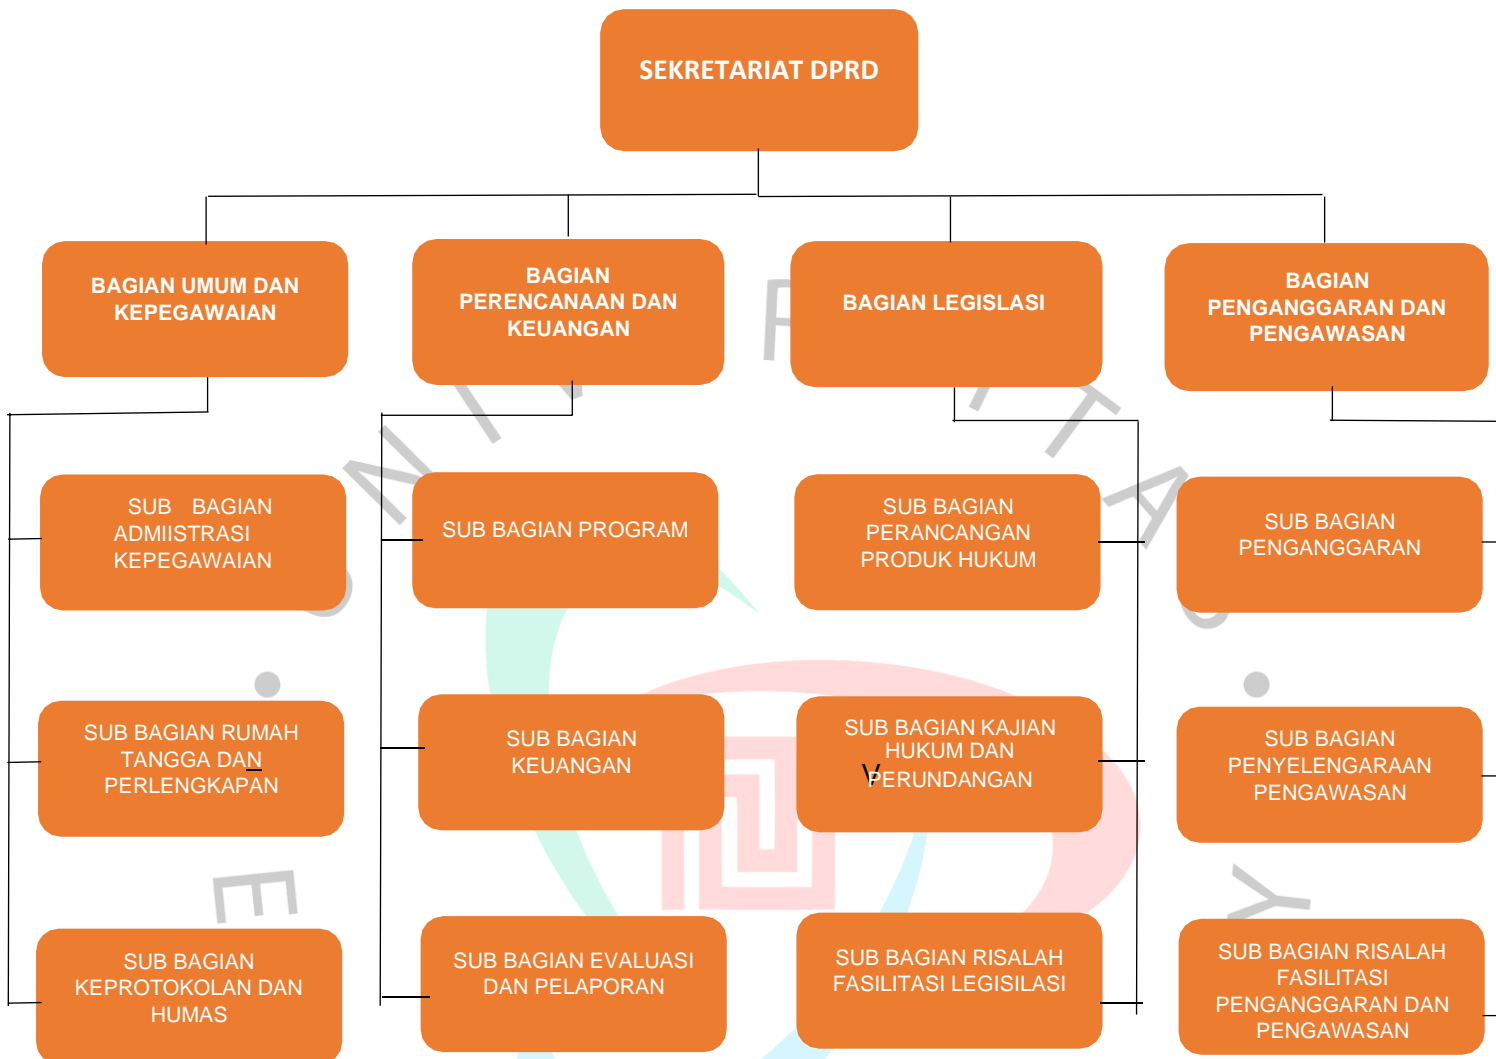 SEKRETARIAT DPRD
BAGIAN UMUM DAN
KEPEGAWAIAN
BAGIAN
PERENCANAAN DAN
KEUANGAN
BAGIAN LEGISLASI
BAGIAN
PENGANGGARAN DAN
PENGAWASAN
SUB BAGIAN
ADMIISTRASI
KEPEGAWAIAN
SUB BAGIAN PROGRAM
SUB BAGIAN
PERANCANGAN
PRODUK HUKUM
SUB BAGIAN
PENGANGGARAN
SUB BAGIAN RUMAH
TANGGA DAN
PERLENGKAPAN
SUB BAGIAN
KEUANGAN
SUB BAGIAN KAJIAN
HUKUM DAN
PERUNDANGAN
V
SUB BAGIAN
PENYELENGARAAN
PENGAWASAN
SUB BAGIAN
KEPROTOKOLAN DAN
HUMAS
SUB BAGIAN EVALUASI
DAN PELAPORAN
SUB BAGIAN RISALAH
FASILITASI LEGISILASI
SUB BAGIAN RISALAH
FASILITASI
PENGANGGARAN DAN
PENGAWASAN